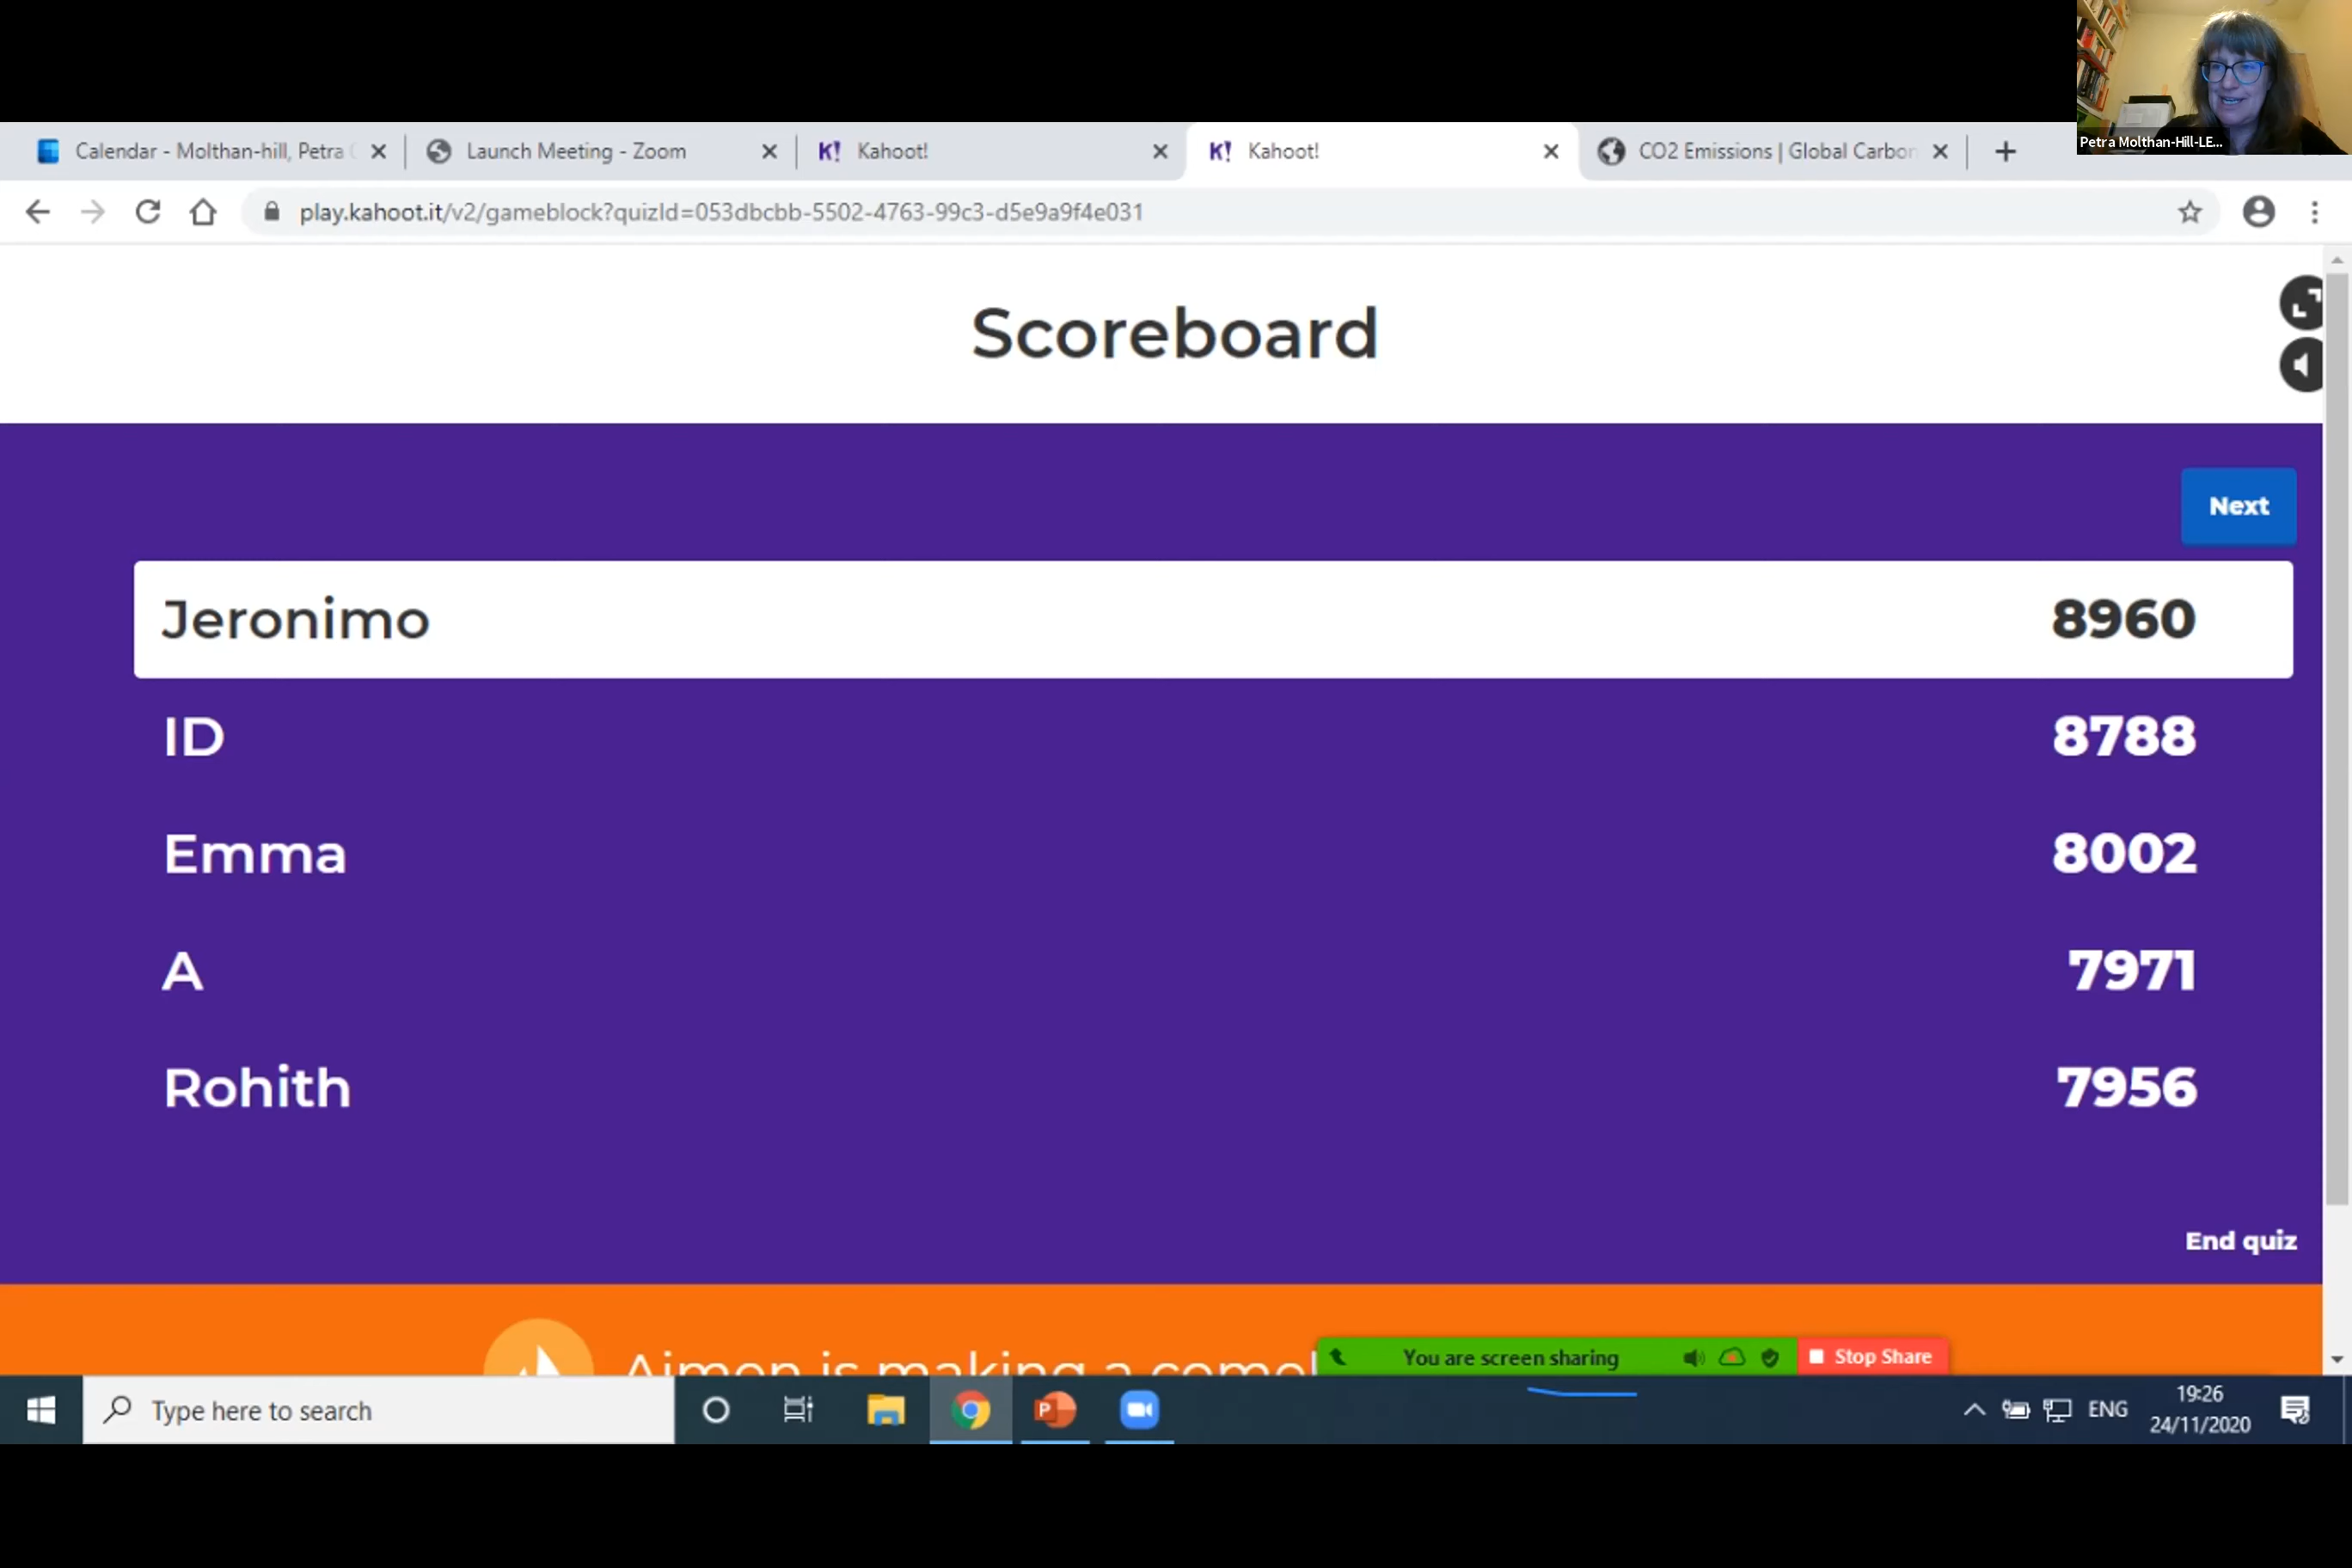 Calendar - Molthan-hill, Petra
Launch Meeting - Zoom
K! Kahoot!
K! Kahoot!
CO2 Emissions | Global Carbon
Petra Molthan-Hill-LE...
play.kahoot.it/v2/gameblock?quizId=053dbcbb-5502-4763-99c3-d5e9a9f4e031
Scoreboard
Next
Jeronimo 8960
ID 8788
Emma 8002
A 7971
Rohith 7956
End quiz
is making a
You are screen sharing
Stop Share
Type here to search
P
ENG
19:26
24/11/2020